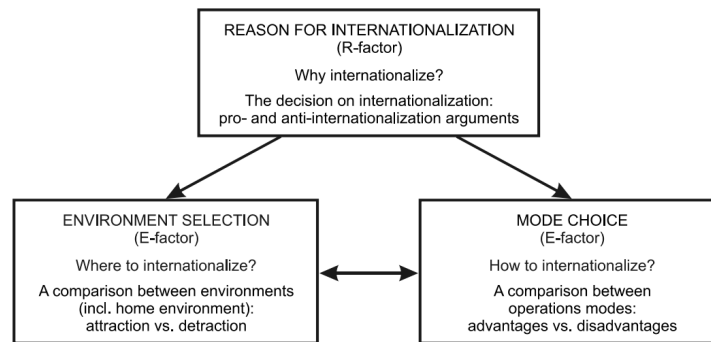 REASON FOR INTERNATIONALIZATION
(R-factor)
Why internationalize?
The decision on internationalization:
pro- and anti-internationalization arguments
ENVIRONMENT SELECTION
(E-factor)
Where to internationalize?
A comparison between environments
(incl. home environment):
attraction vs. detraction
MODE CHOICE
(E-factor)
How to internationalize?
A comparison between
operations modes:
advantages vs. disadvantages